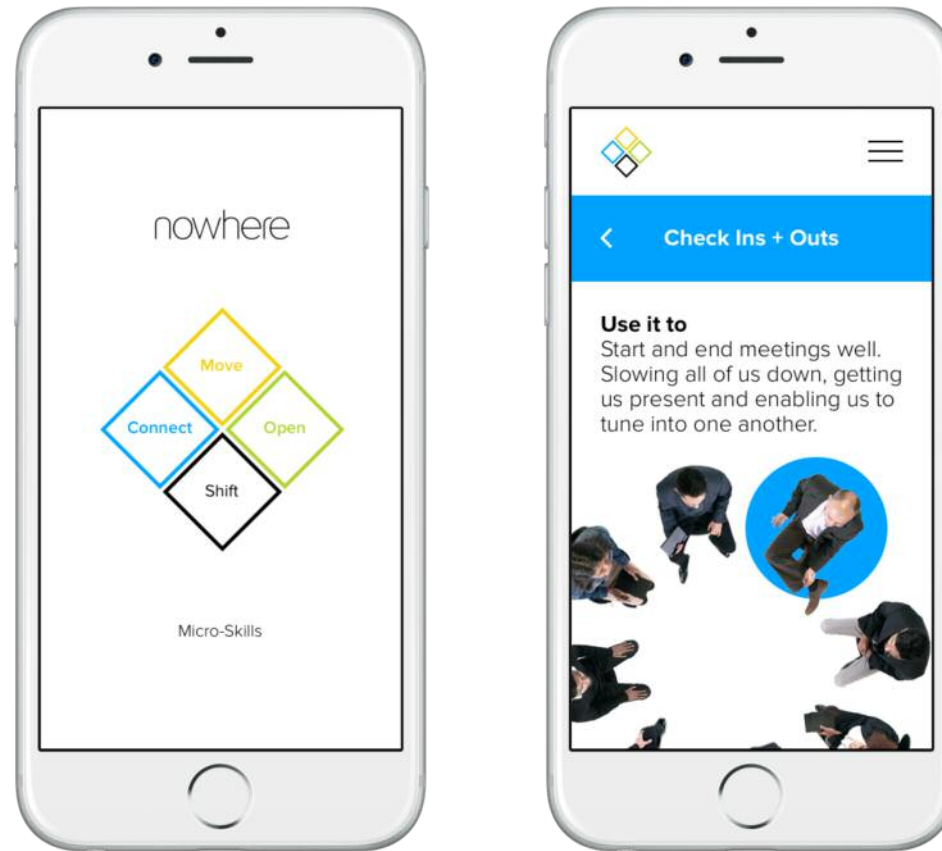 nowhere
Move
Connect
Open
Shift
Micro-Skills
Check Ins + Outs
Use it to
Start and end meetings well.
Slowing all of us down, getting
us present and enabling us to
tune into one another.